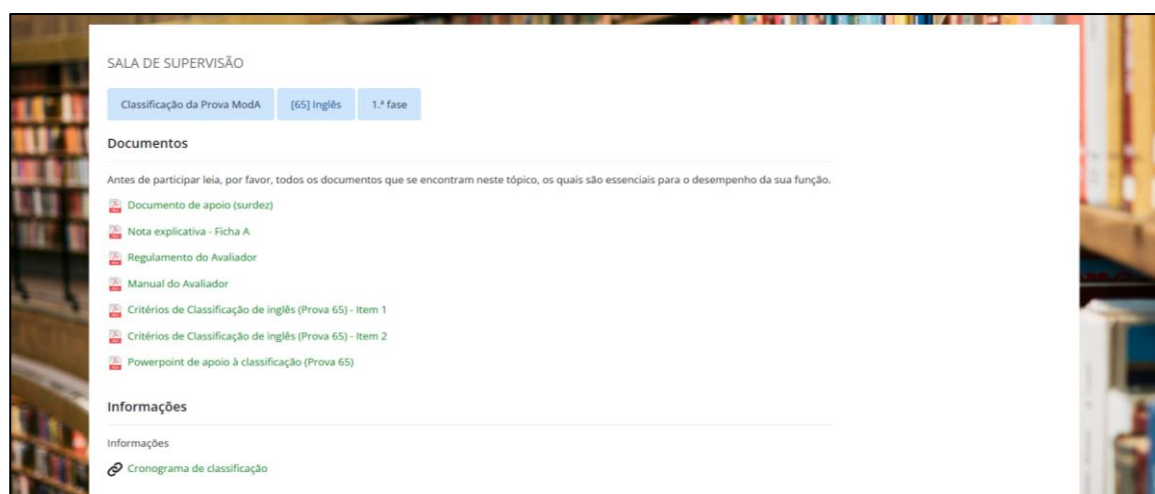 SALA DE SUPERVISÃO
Classificação da Prova ModA [65] Inglês 1.ª fase
Documentos
Antes de participar leia, por favor, todos os documentos que se encontram neste tópico, os quais são essenciais para o desempenho da sua função.
Documento de apoio (surdez)
Nota explicativa - Ficha A
Regulamento do Avaliador
Manual do Avaliador
Critérios de Classificação de inglês (Prova 65) - Item 1
Critérios de Classificação de inglês (Prova 65) - Item 2
Powerpoint de apoio à classificação (Prova 65)
Informações
Informações
Cronograma de classificação